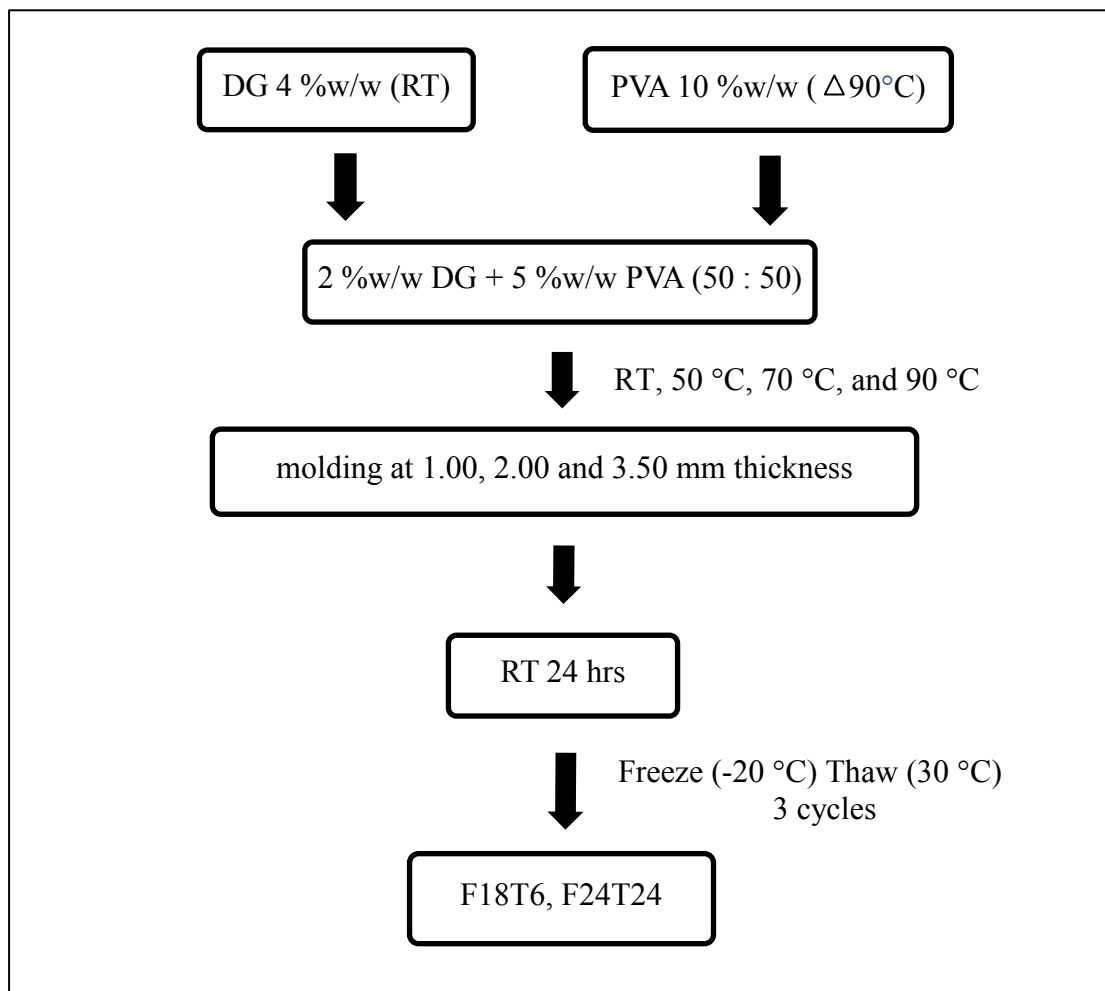 DG 4 %w/w (RT)
PVA 10 %w/w ( △90°C)
2 %w/w DG + 5 %w/w PVA (50 : 50)
RT, 50 °C, 70 °C, and 90 °C
molding at 1.00, 2.00 and 3.50 mm thickness
RT 24 hrs
Freeze (-20 °C) Thaw (30 °C)
3 cycles
F18T6, F24T24